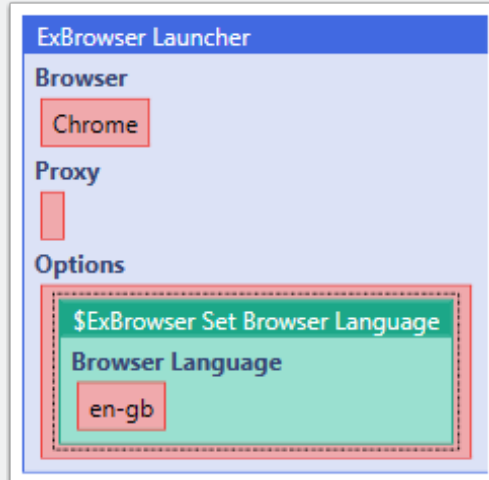 ExBrowser Launcher
Browser
Chrome
Proxy
Options
$ExBrowser Set Browser Language
Browser Language
en-gb